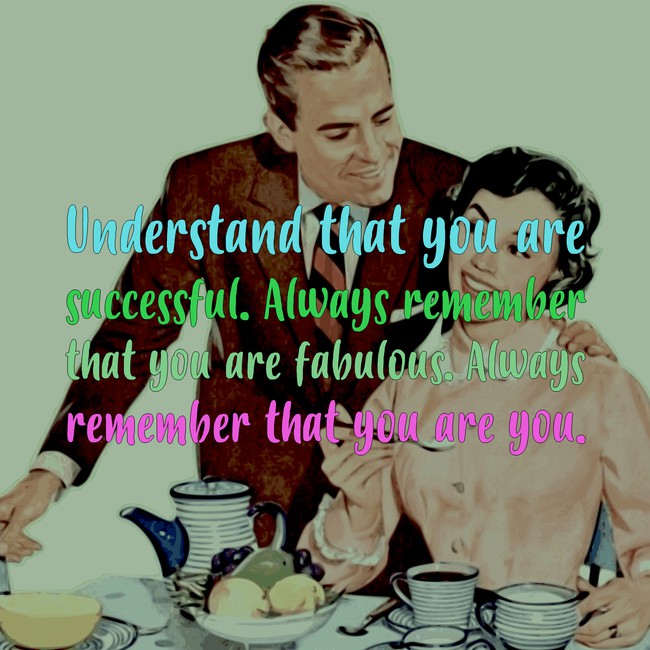 Understand that you are
successful. Always remember
that you are fabulous. Always
remember that you are you.